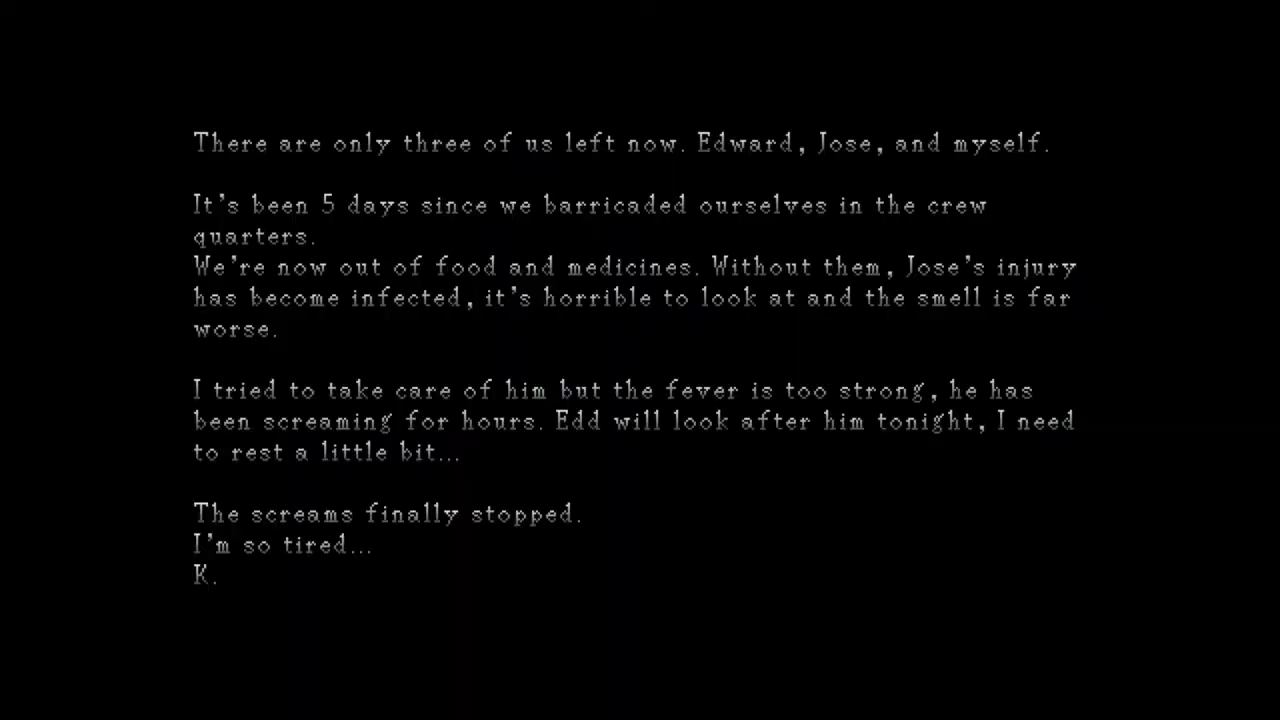 There are only three of us left now. Edward, Jose, and myself.
It's been 5 days since we barricaded ourselves in the crew
quarters.
We're now out of food and medicines. Without them, Jose's injury
has become infected, it's horrible to look at and the smell is far
worse.
I tried to take care of him but the fever is too strong, he has
been screaming for hours. Edd will look after him tonight, I need
to rest a little bit...
The screams finally stopped.
I'm so tired...
K.